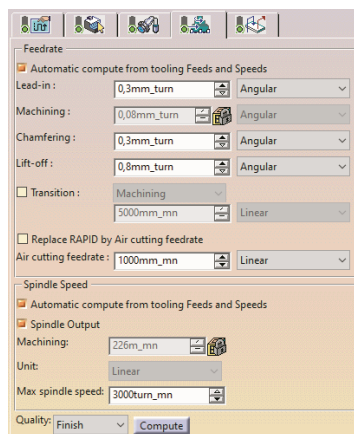 Feedrate
Automatic compute from tooling Feeds and Speeds
Lead-in : 0,3mm_turn Angular
Machining : 0,08mm_turn Angular
Chamfering : 0,3mm_turn Angular
Lift-off : 0,8mm_turn Angular
Transition : Machining
5000mm_mn Linear
Replace RAPID by Air cutting feedrate
Air cutting feedrate : 1000mm_mn Linear
Spindle Speed
Automatic compute from tooling Feeds and Speeds
Spindle Output
Machining: 226m_mn
Unit: Linear
Max spindle speed: 3000turn_mn
Quality: Finish Compute